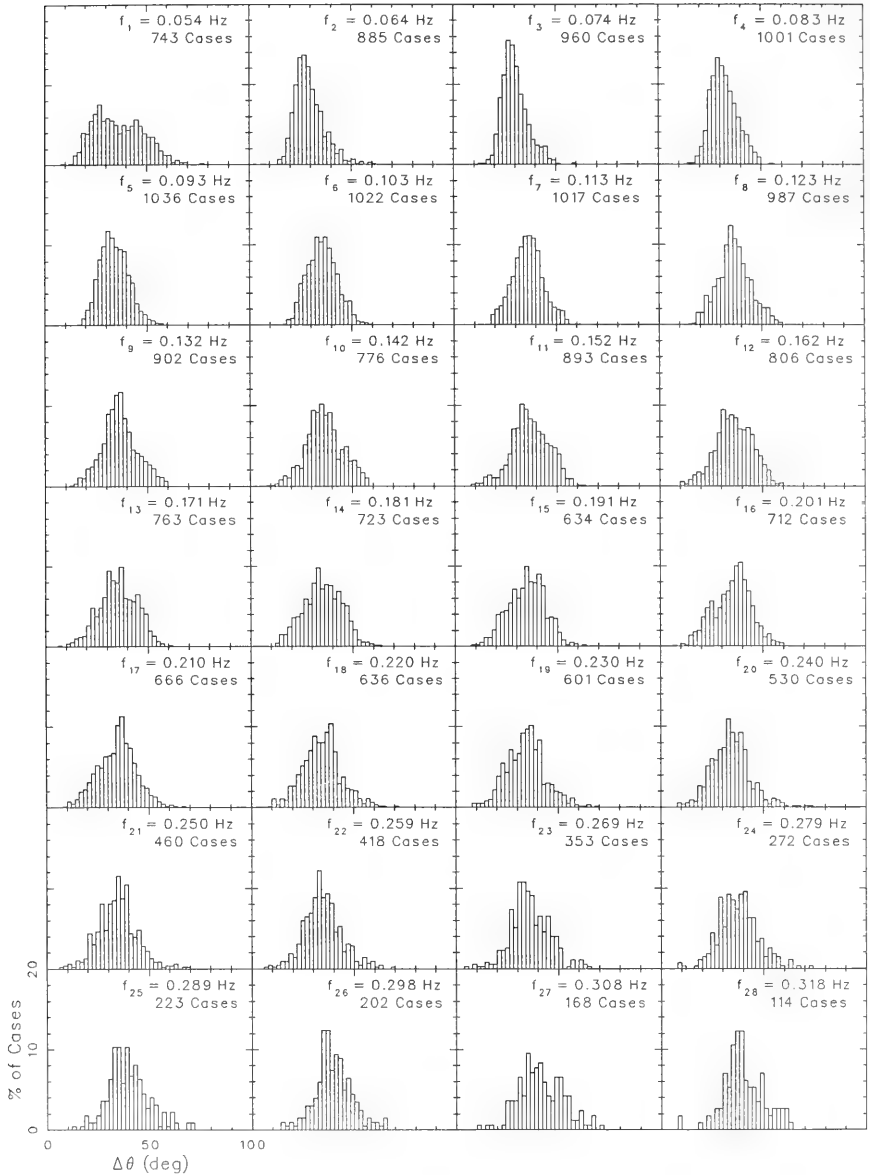 f1 = 0.054 Hz
743 Cases
f2 = 0.064 Hz
885 Cases
f3 = 0.074 Hz
960 Cases
f4 = 0.083 Hz
1001 Cases
f5 = 0.093 Hz
1036 Cases
f6 = 0.103 Hz
1022 Cases
f7 = 0.113 Hz
1017 Cases
f8 = 0.123 Hz
987 Cases
f9 = 0.132 Hz
902 Cases
f10 = 0.142 Hz
776 Cases
f11 = 0.152 Hz
893 Cases
f12 = 0.162 Hz
806 Cases
f13 = 0.171 Hz
763 Cases
f14 = 0.181 Hz
723 Cases
f15 = 0.191 Hz
634 Cases
f16 = 0.201 Hz
712 Cases
f17 = 0.210 Hz
666 Cases
f18 = 0.220 Hz
636 Cases
f19 = 0.230 Hz
601 Cases
f20 = 0.240 Hz
530 Cases
f21 = 0.250 Hz
460 Cases
f22 = 0.259 Hz
418 Cases
f23 = 0.269 Hz
353 Cases
f24 = 0.279 Hz
272 Cases
f25 = 0.289 Hz
223 Cases
f26 = 0.298 Hz
202 Cases
f27 = 0.308 Hz
168 Cases
f28 = 0.318 Hz
114 Cases
% of Cases
20
10
0
0 50 100
Δθ (deg)